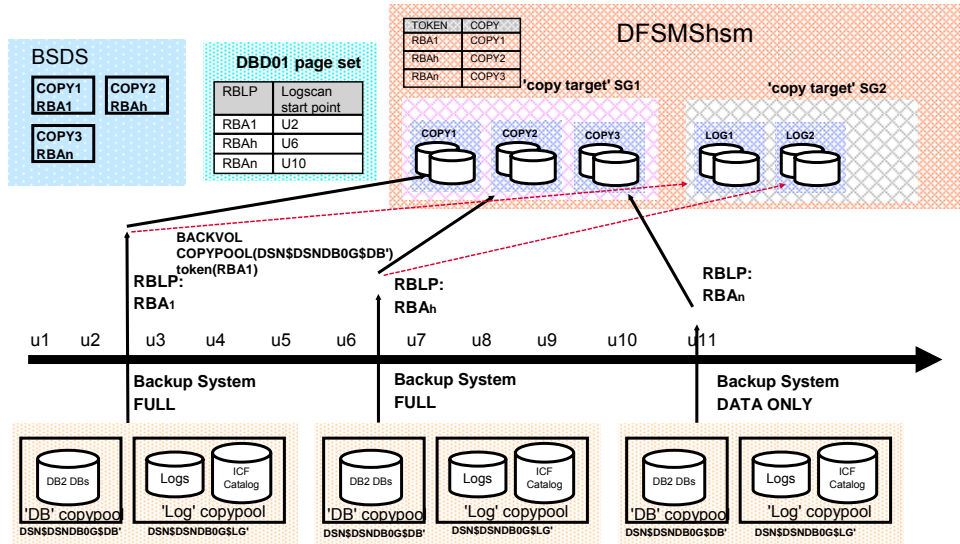 BSDS
COPY1
RBA1
COPY2
RBAh
COPY3
RBAn
DBD01 page set
RBLP Logscan start point
RBA1 U2
RBAh U6
RBAn U10
TOKEN COPY
RBA1 COPY1
RBAh COPY2
RBAn COPY3
DFSMShsm
'copy target' SG1
'copy target' SG2
COPY1
COPY2
COPY3
LOG1
LOG2
BACKVOL
COPYPOOL(DSN$DSNDB0G$DB')
token(RBA1)
RBLP:
RBA1
RBLP:
RBAh
RBLP:
RBAn
u1 u2 u3 u4 u5 u6 u7 u8 u9 u10 u11
Backup System
FULL
Backup System
FULL
Backup System
DATA ONLY
DB2 DBs
Logs
ICF
Catalog
'DB' copypool
'Log' copypool
DSN$DSNDB0G$DB'
DSN$DSNDB0G$LG'
DB2 DBs
Logs
ICF
Catalog
'DB' copypool
'Log' copypool
DSN$DSNDB0G$DB'
DSN$DSNDB0G$LG'
DB2 DBs
Logs
ICF
Catalog
'DB' copypool
'Log' copypool
DSN$DSNDB0G$DB'
DSN$DSNDB0G$LG'